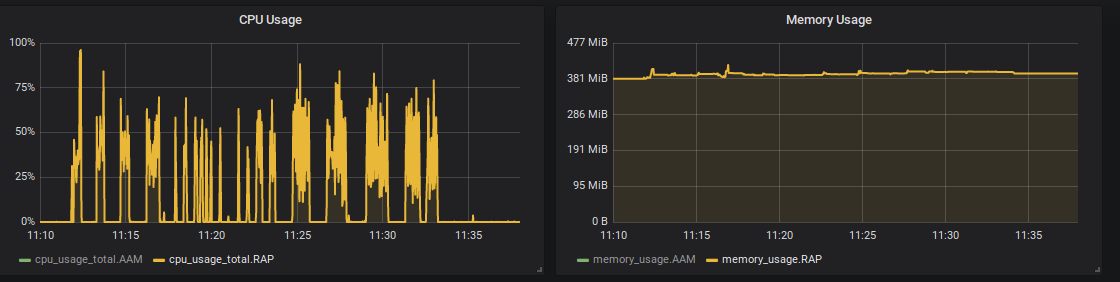 CPU Usage
100%
75%
50%
25%
0%
11:10 11:15 11:20 11:25 11:30 11:35
cpu_usage_total.AAM cpu_usage_total.RAP
Memory Usage
477 MiB
381 MiB
286 MiB
191 MiB
95 MiB
0 B
11:10 11:15 11:20 11:25 11:30 11:35
memory_usage.AAM memory_usage.RAP